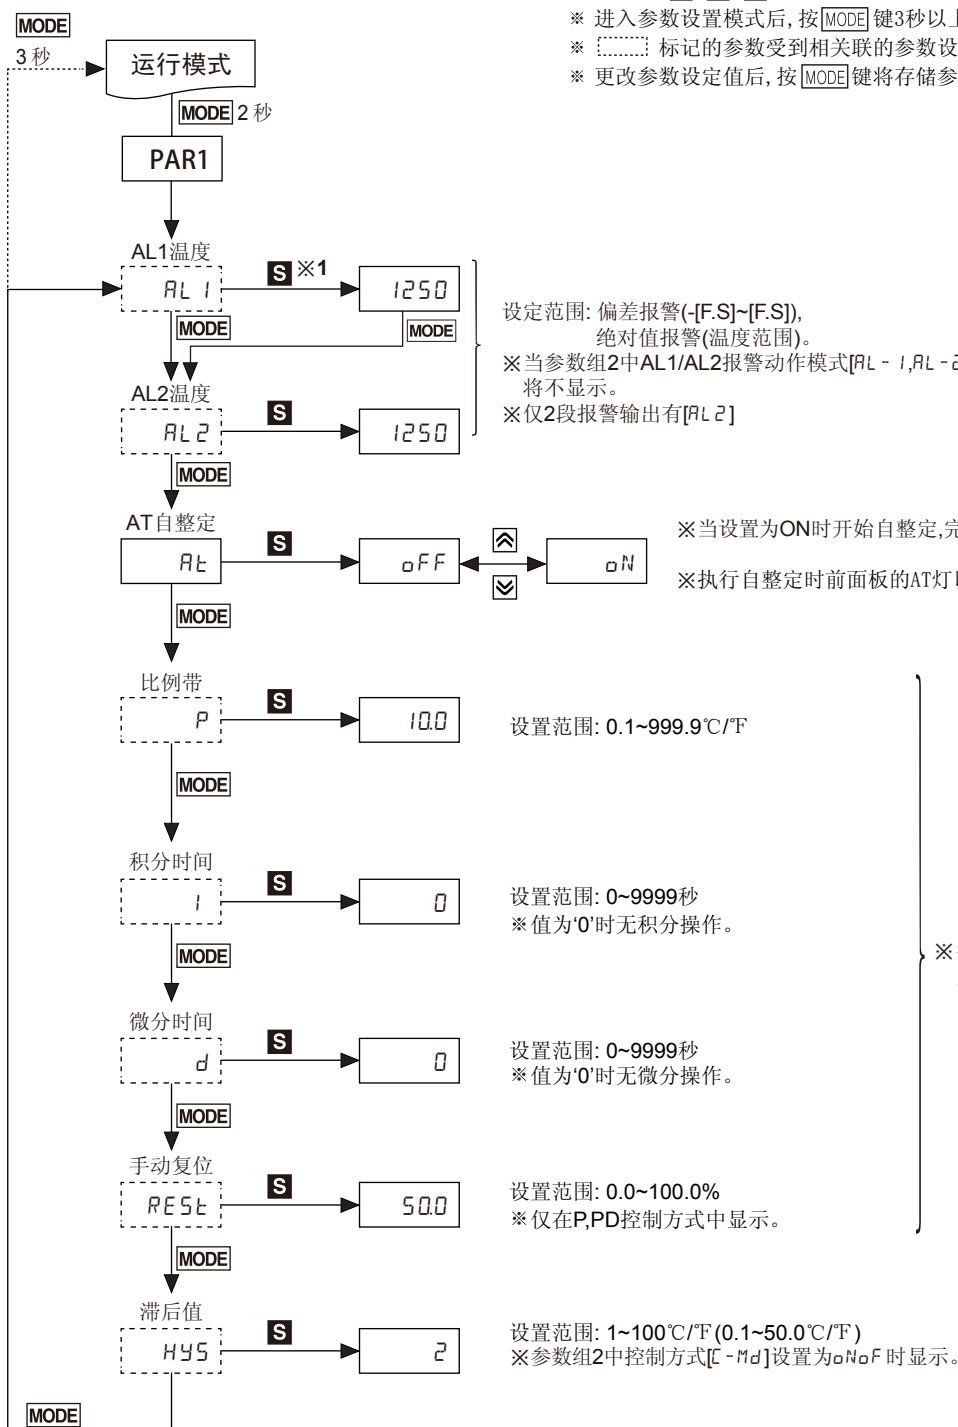 MODE
3 秒
运行模式
MODE 2 秒
PAR1
※ 进入参数设置模式后, 按 MODE 键3秒以
※ 标记的参数受到相关联的参数设
※ 更改参数设定值后, 按 MODE 键将存储参
AL1温度
AL1
S ※1
1250
MODE
MODE
设定范围: 偏差报警(-[F.S]~[F.S]),
绝对值报警(温度范围)。
※当参数组2中AL1/AL2报警动作模式[AL-1,AL-2
将不显示。
※仅2段报警输出有[AL2]
AL2温度
AL2
S
1250
MODE
AT自整定
At
S
oFF
oN
※当设置为ON时开始自整定,完
※执行自整定时前面板的AT灯
MODE
比例带
P
S
10.0
设置范围: 0.1~999.9℃/℉
MODE
积分时间
I
S
0
设置范围: 0~9999秒
※值为‘0’时无积分操作。
※
MODE
微分时间
d
S
0
设置范围: 0~9999秒
※值为‘0’时无微分操作。
MODE
手动复位
REST
S
50.0
设置范围: 0.0~100.0%
※仅在P,PD控制方式中显示。
MODE
滞后值
HYS
S
2
设置范围: 1~100℃/℉(0.1~50.0℃/℉)
※参数组2中控制方式[C-Md]设置为oNoF时显示。
MODE